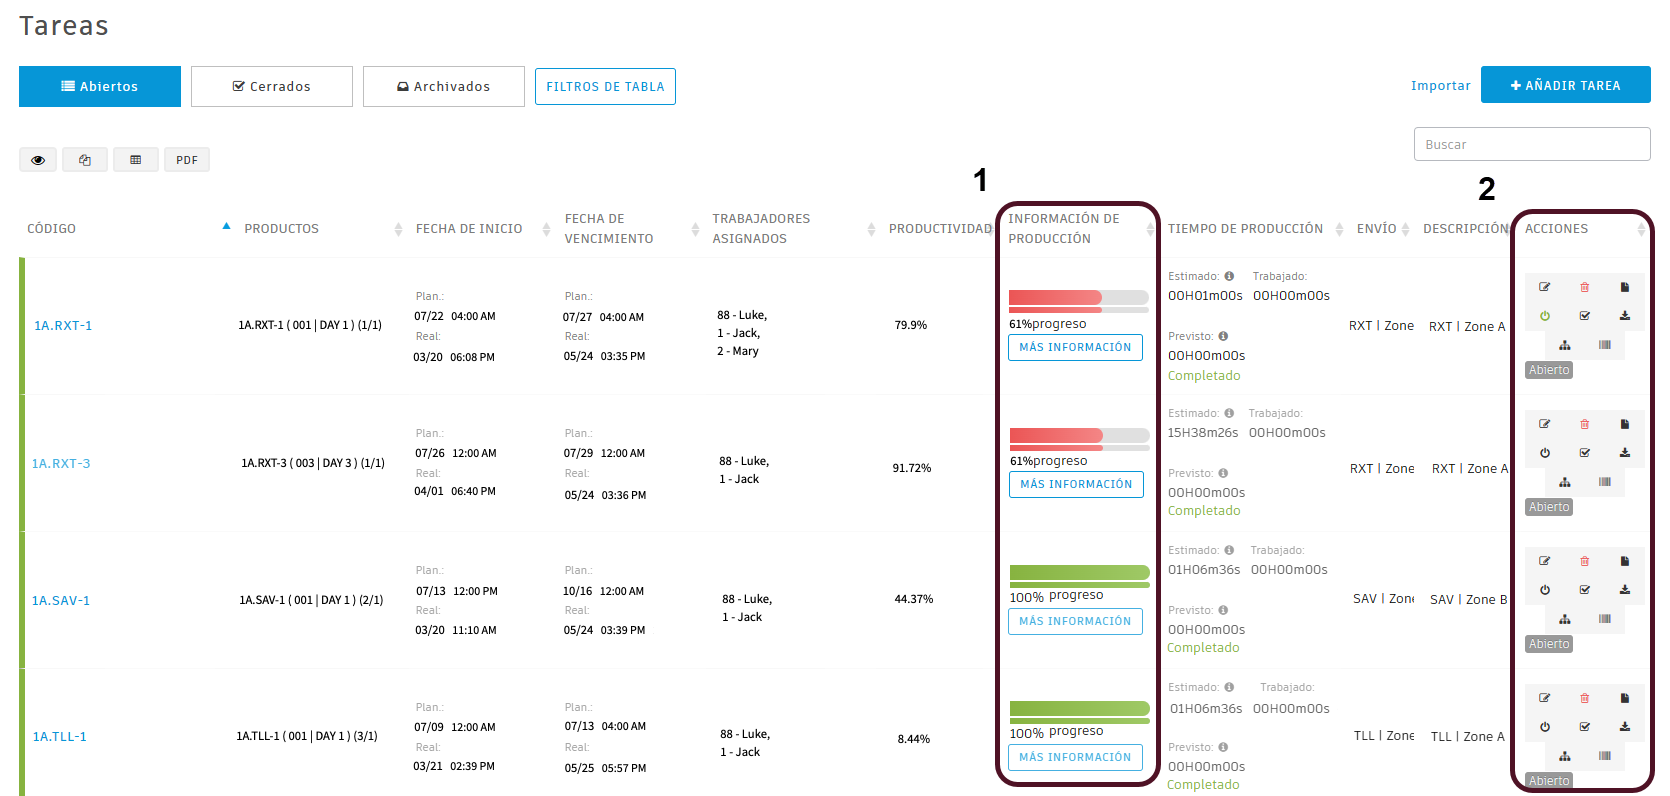 Tareas
Abiertos
Cerrados
Archivados
FILTROS DE TABLA
Importar
AÑADIR TAREA
Buscar
PDF
1
2
CÓDIGO
PRODUCTOS
FECHA DE INICIO
FECHA DE
VENCIMIENTO
TRABAJADORES
ASIGNADOS
PRODUCTIVIDAD
INFORMACIÓN DE
PRODUCCIÓN
TIEMPO DE PRODUCCIÓN
ENVÍO
DESCRIPCIÓN
ACCIONES
1A.RXT-1
1A.RXT-1 ( 001 | DAY 1 ) (1/1)
Plan.:
07/22 04:00 AM
Real:
03/20 06:08 PM
Plan.:
07/27 04:00 AM
Real:
05/24 03:35 PM
88 - Luke,
1 - Jack,
2 - Mary
79.9%
61%progreso
MÁS INFORMACIÓN
Estimado: Trabajado:
00H01m00s 00H00m00s
Previsto:
00H00m00s
Completado
RXT | Zone
RXT | Zone A
Abierto
1A.RXT-3
1A.RXT-3 ( 003 | DAY 3 ) (1/1)
Plan.:
07/26 12:00 AM
Real:
04/01 06:40 PM
Plan.:
07/29 12:00 AM
Real:
05/24 03:36 PM
88 - Luke,
1 - Jack
91.72%
61%progreso
MÁS INFORMACIÓN
Estimado: Trabajado:
15H38m26s 00H00m00s
Previsto:
00H00m00s
Completado
RXT | Zone
RXT | Zone A
Abierto
1A.SAV-1
1A.SAV-1 ( 001 | DAY 1 ) (2/1)
Plan.:
07/13 12:00 PM
Real:
03/20 11:10 AM
Plan.:
10/16 12:00 AM
Real:
05/24 03:39 PM
88 - Luke,
1 - Jack
44.37%
100% progreso
MÁS INFORMACIÓN
Estimado: Trabajado:
01H06m36s 00H00m00s
Previsto:
00H00m00s
Completado
SAV | Zone
SAV | Zone B
Abierto
1A.TLL-1
1A.TLL-1 ( 001 | DAY 1 ) (3/1)
Plan.:
07/09 12:00 AM
Real:
03/21 02:39 PM
Plan.:
07/13 04:00 AM
Real:
05/25 05:57 PM
88 - Luke,
1 - Jack
8.44%
100% progreso
MÁS INFORMACIÓN
Estimado: Trabajado:
01H06m36s 00H00m00s
Previsto:
00H00m00s
Completado
TLL | Zone
TLL | Zone A
Abierto